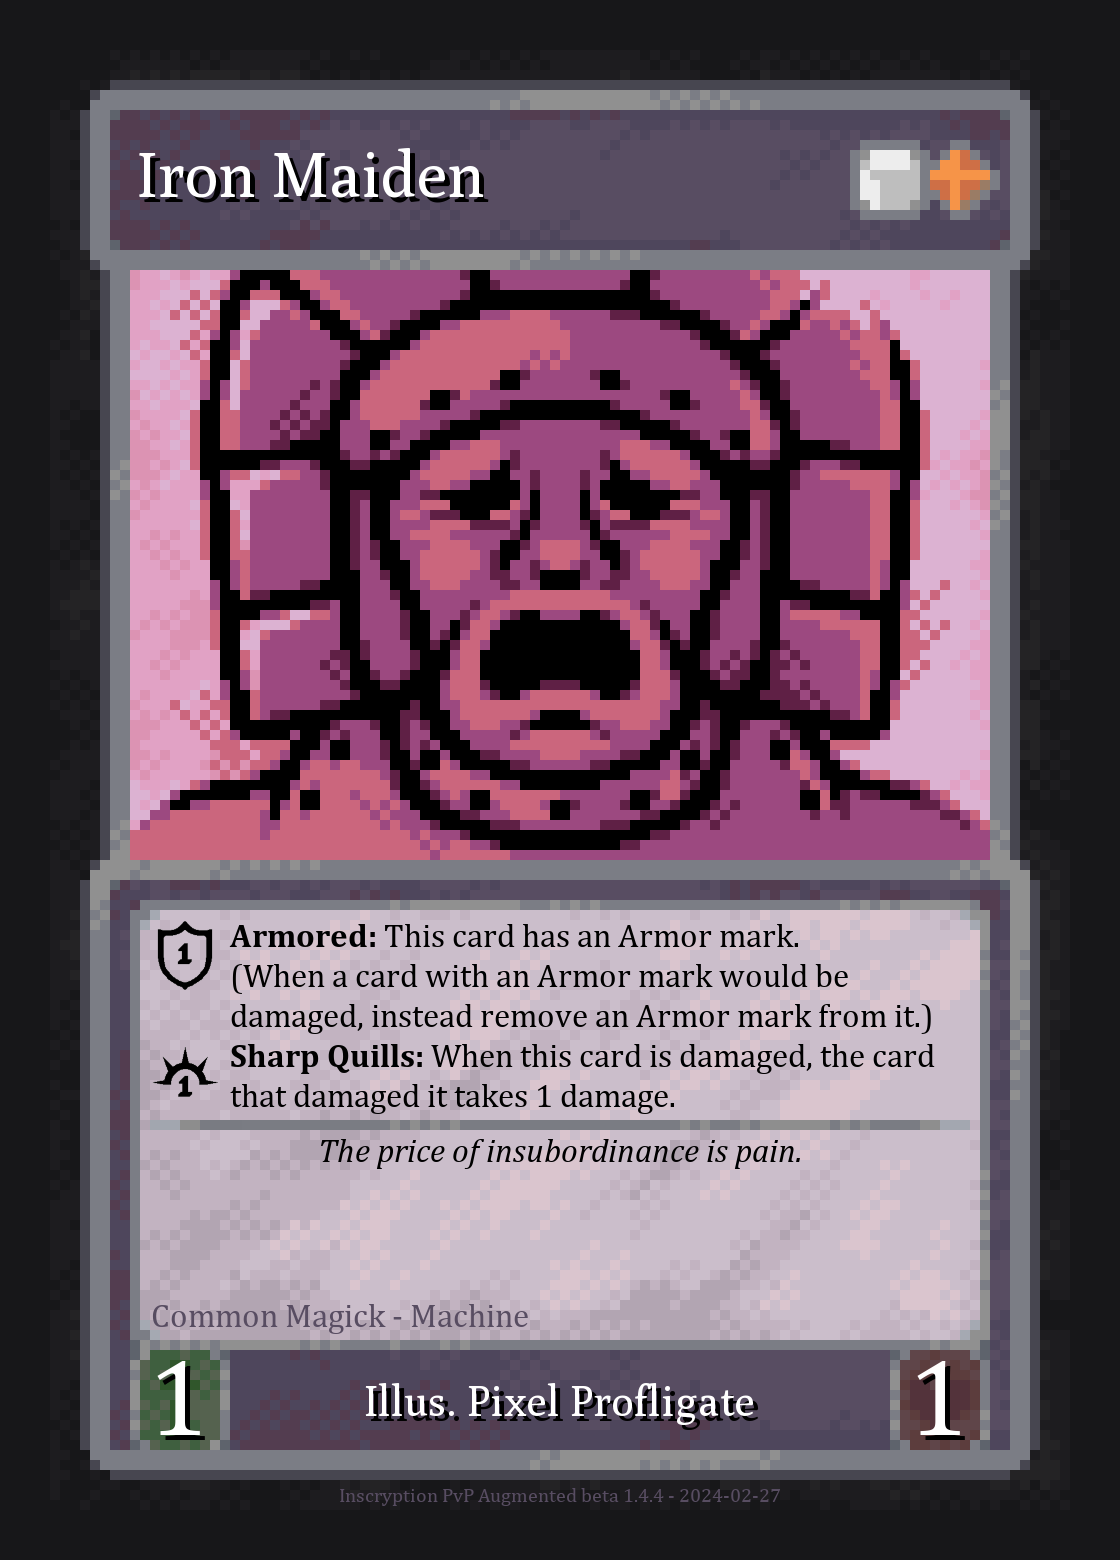 Iron Maiden
Armored: This card has an Armor mark.
(When a card with an Armor mark would be
damaged, instead remove an Armor mark from it.)
Sharp Quills: When this card is damaged, the card
that damaged it takes 1 damage.
1
1
The price of insubordinance is pain.
Common Magick - Machine
1
Illus. Pixel Profligate
1
Inscryption PvP Augmented beta 1.4.4 - 2024-02-27